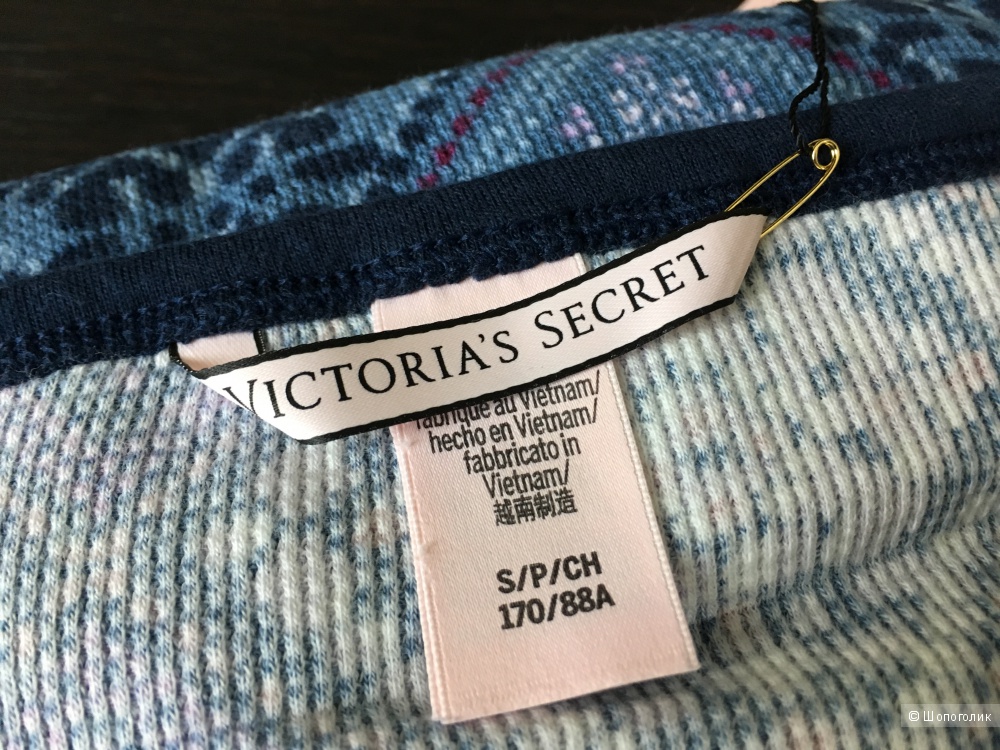 VICTORIA'S SECRET
fabriqué au Vietnam/
hecho en Vietnam/
fabbricato in
Vietnam/
越南制造
S/P/CH
170/88A
© Шопоголик